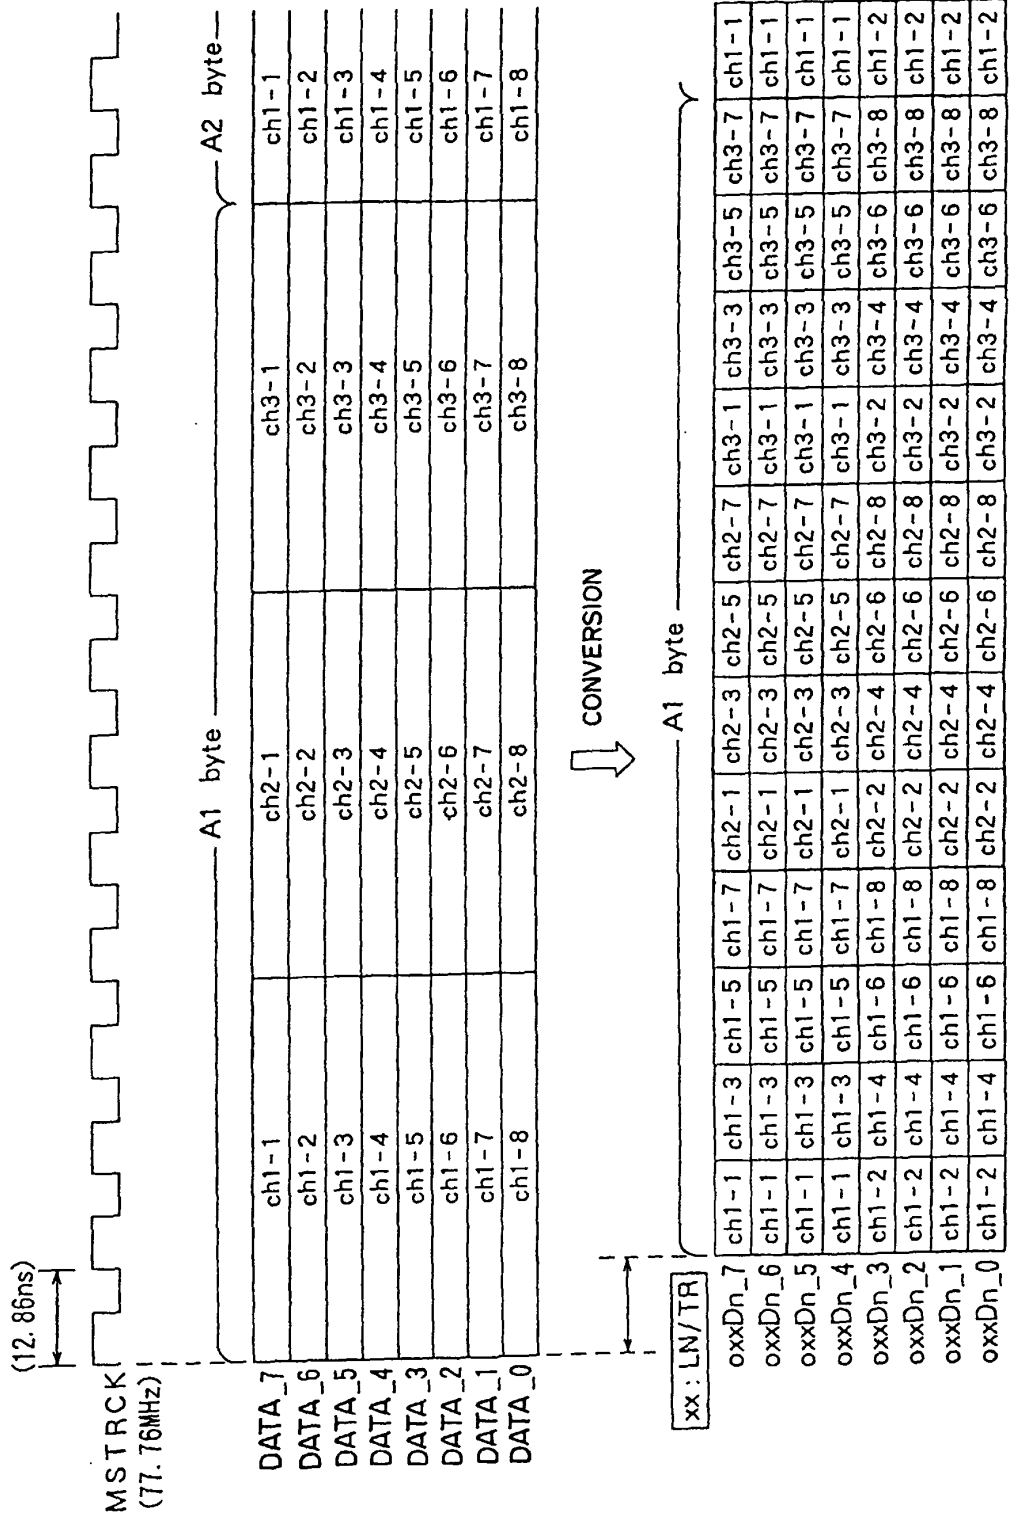 (12.86ns)
MSTRCK
(77.76MHz)
A1 byte
A2 byte
DATA_7 ch1-1 ch2-1 ch3-1 ch1-1
DATA_6 ch1-2 ch2-2 ch3-2 ch1-2
DATA_5 ch1-3 ch2-3 ch3-3 ch1-3
DATA_4 ch1-4 ch2-4 ch3-4 ch1-4
DATA_3 ch1-5 ch2-5 ch3-5 ch1-5
DATA_2 ch1-6 ch2-6 ch3-6 ch1-6
DATA_1 ch1-7 ch2-7 ch3-7 ch1-7
DATA_0 ch1-8 ch2-8 ch3-8 ch1-8
CONVERSION
A1 byte
xx : LN/TR
oxxDn_7 ch1-1 ch1-3 ch1-5 ch1-7 ch2-1 ch2-3 ch2-5 ch2-7 ch3-1 ch3-3 ch3-5 ch3-7 ch1-1
oxxDn_6 ch1-1 ch1-3 ch1-5 ch1-7 ch2-1 ch2-3 ch2-5 ch2-7 ch3-1 ch3-3 ch3-5 ch3-7 ch1-1
oxxDn_5 ch1-1 ch1-3 ch1-5 ch1-7 ch2-1 ch2-3 ch2-5 ch2-7 ch3-1 ch3-3 ch3-5 ch3-7 ch1-1
oxxDn_4 ch1-1 ch1-3 ch1-5 ch1-7 ch2-1 ch2-3 ch2-5 ch2-7 ch3-1 ch3-3 ch3-5 ch3-7 ch1-1
oxxDn_3 ch1-2 ch1-4 ch1-6 ch1-8 ch2-2 ch2-4 ch2-6 ch2-8 ch3-2 ch3-4 ch3-6 ch3-8 ch1-2
oxxDn_2 ch1-2 ch1-4 ch1-6 ch1-8 ch2-2 ch2-4 ch2-6 ch2-8 ch3-2 ch3-4 ch3-6 ch3-8 ch1-2
oxxDn_1 ch1-2 ch1-4 ch1-6 ch1-8 ch2-2 ch2-4 ch2-6 ch2-8 ch3-2 ch3-4 ch3-6 ch3-8 ch1-2
oxxDn_0 ch1-2 ch1-4 ch1-6 ch1-8 ch2-2 ch2-4 ch2-6 ch2-8 ch3-2 ch3-4 ch3-6 ch3-8 ch1-2